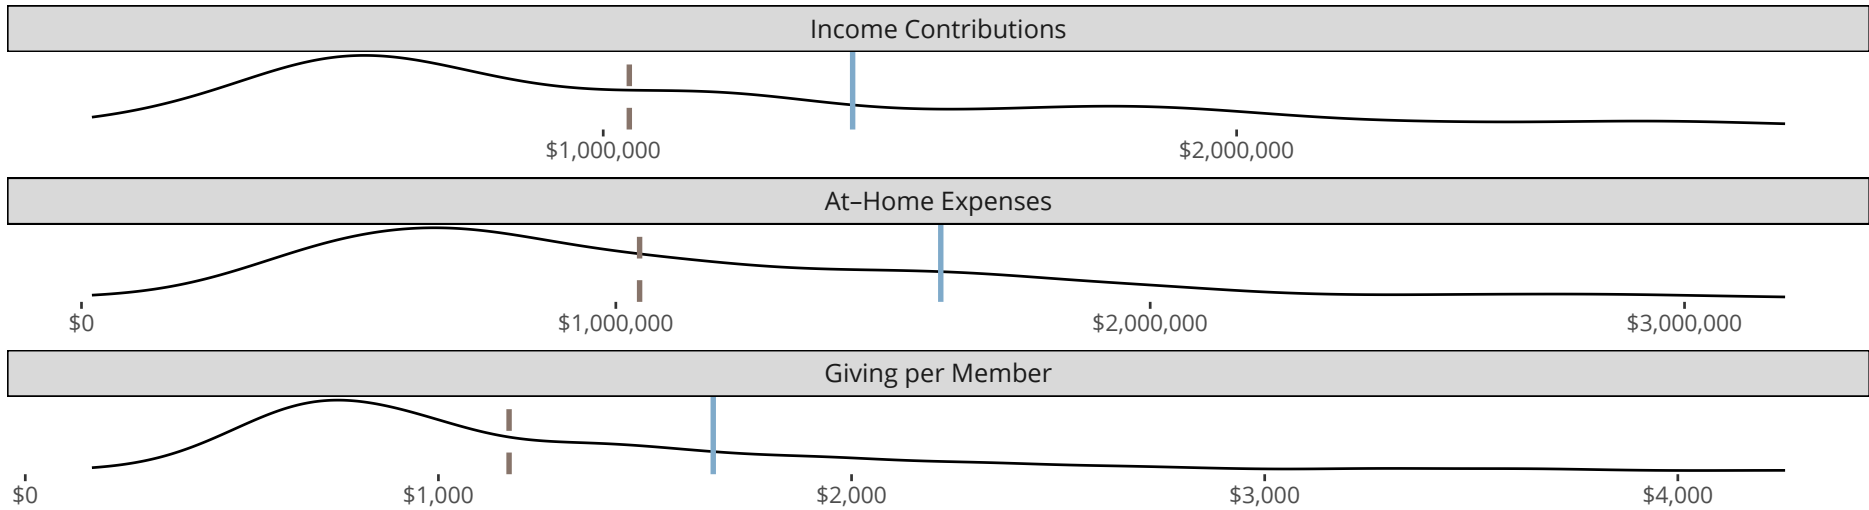 Income Contributions
$1,000,000 $2,000,000
At–Home Expenses
$0 $1,000,000 $2,000,000 $3,000,000
Giving per Member
$0 $1,000 $2,000 $3,000 $4,000